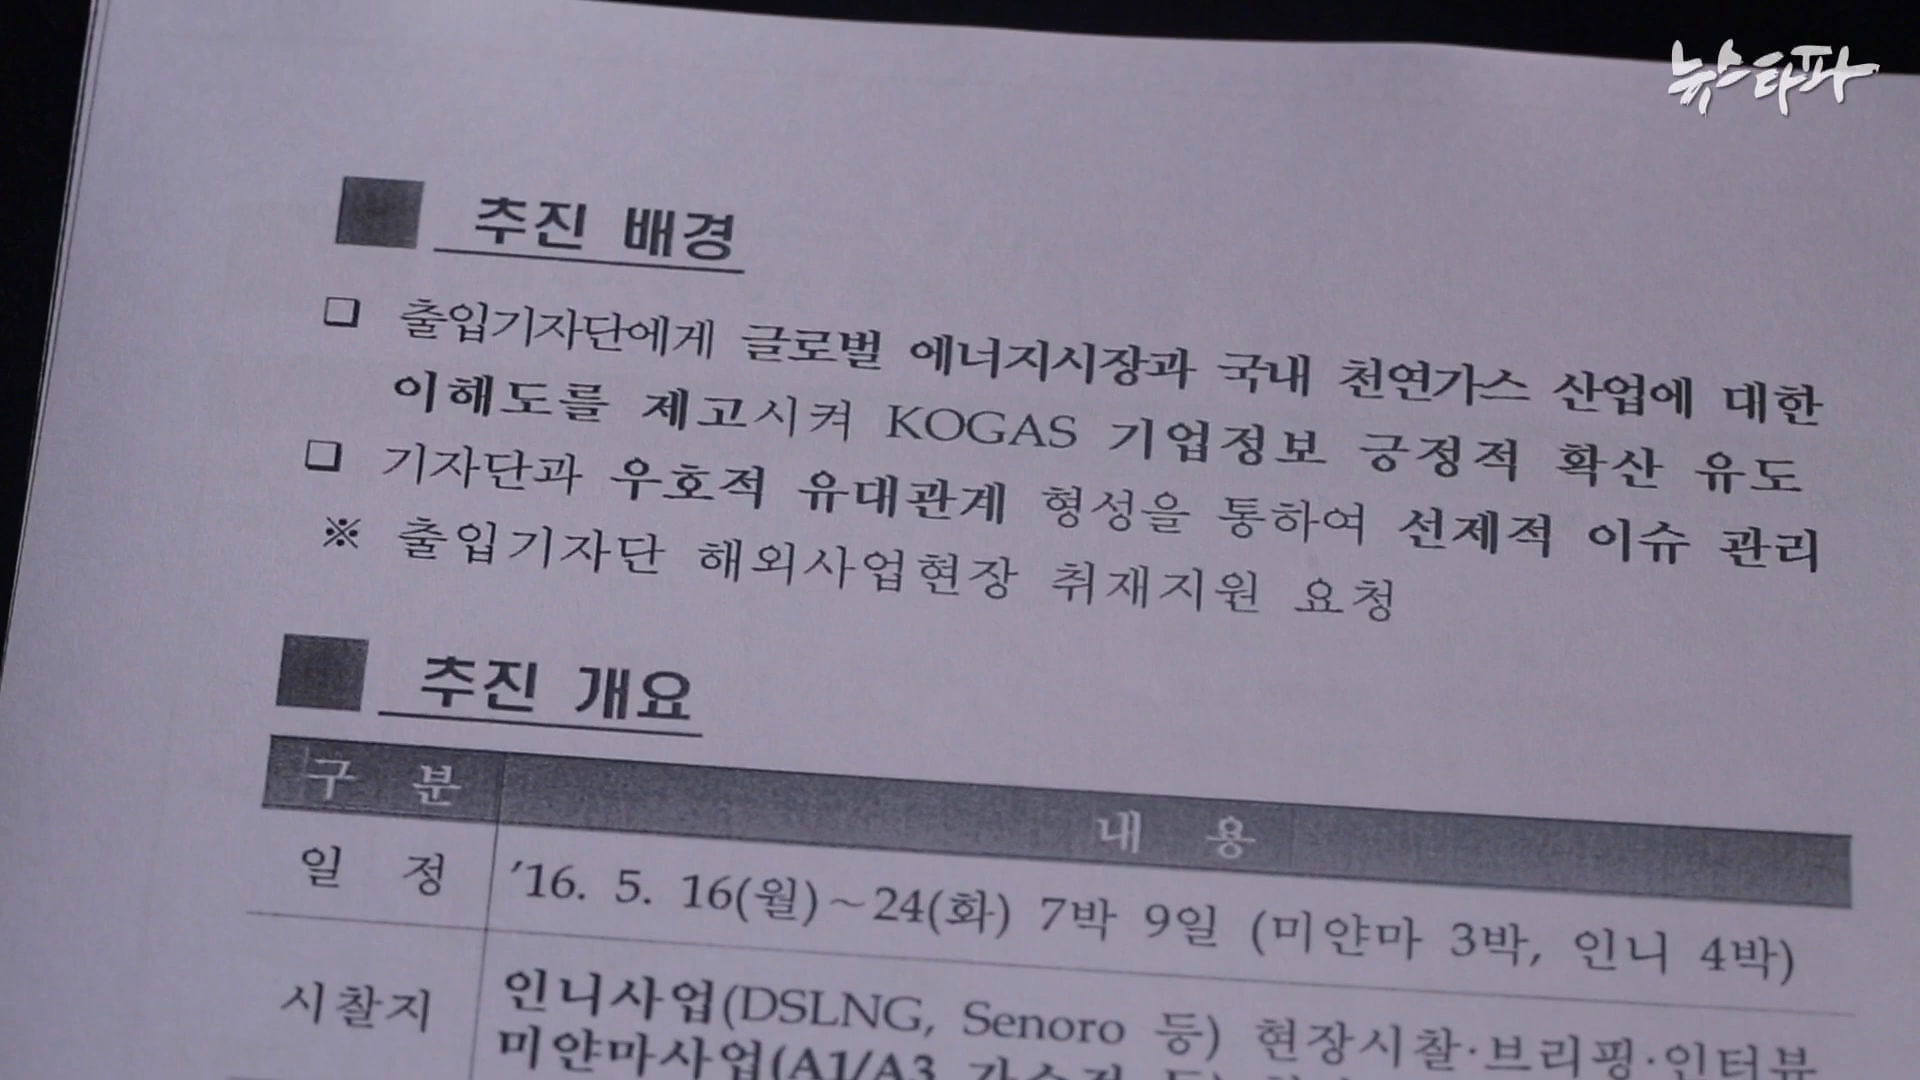 뉴스타파
■ 추진 배경
❑ 출입기자단에게 글로벌 에너지시장과 국내 천연가스 산업에 대한
이해도를 제고시켜 KOGAS 기업정보 긍정적 확산 유도
❑ 기자단과 우호적 유대관계 형성을 통하여 선제적 이슈 관리
※ 출입기자단 해외사업현장 취재지원 요청
■ 추진 개요
구 분 내 용
일 정 '16. 5. 16(월)~24(화) 7박 9일 (미얀마 3박, 인니 4박)
시찰지 인니사업(DSLNG, Senoro 등) 현장시찰·브리핑·인터뷰
미얀마사업(A1/A3